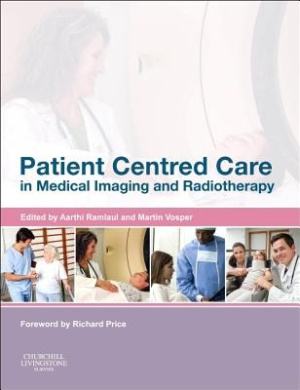 Patient Centred Care
in Medical Imaging and Radiotherapy
Edited by Aarthi Ramlaul and Martin Vosper
Foreword by Richard Price
CHURCHILL
LIVINGSTONE
ELSEVIER